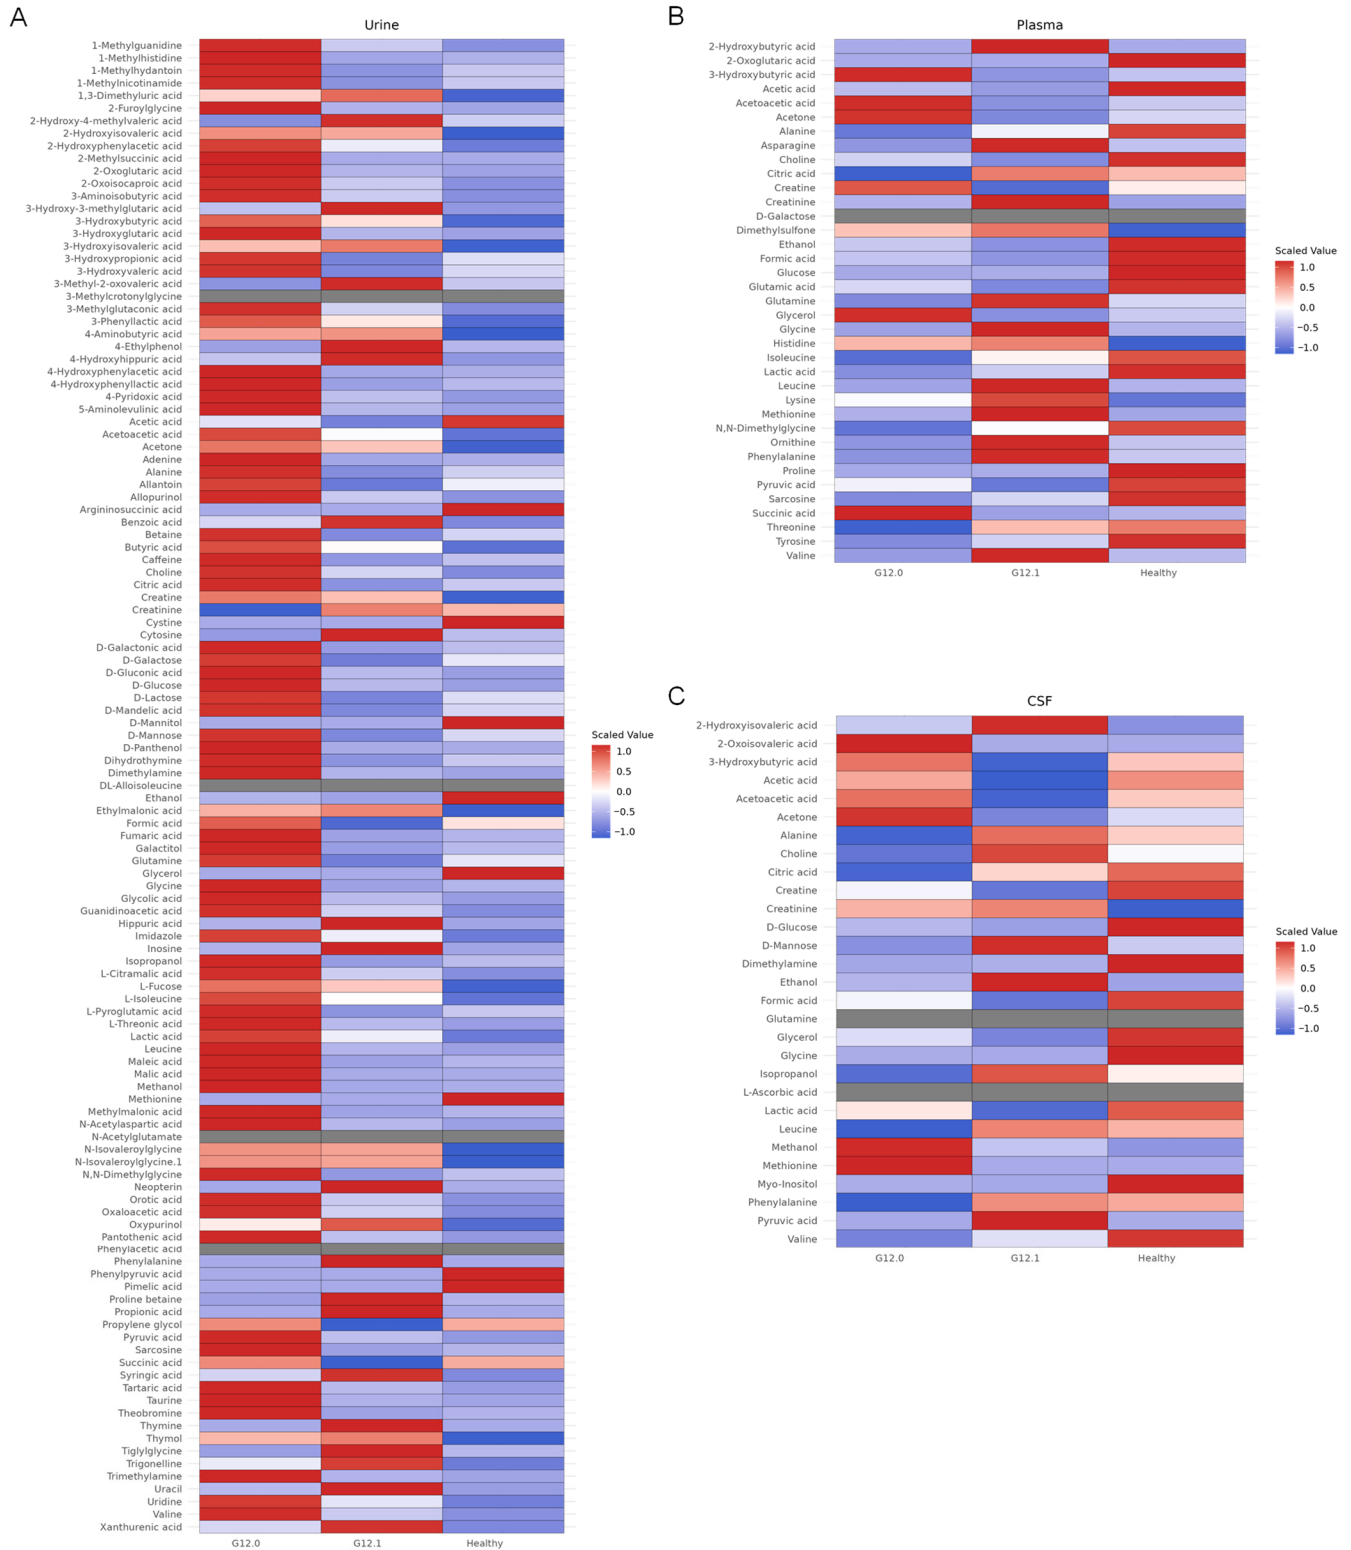 A
Urine
1-Methylguanidine
1-Methylhistidine
1-Methylhydantoin
1-Methylnicotinamide
1,3-Dimethyluric acid
2-Furoylglycine
2-Hydroxy-4-methylvaleric acid
2-Hydroxyisovaleric acid
2-Hydroxyphenylacetic acid
2-Methylsuccinic acid
2-Oxoglutaric acid
2-Oxoisocaproic acid
3-Aminoisobutyric acid
3-Hydroxy-3-methylglutaric acid
3-Hydroxybutyric acid
3-Hydroxyglutaric acid
3-Hydroxyisovaleric acid
3-Hydroxypropionic acid
3-Hydroxyvaleric acid
3-Methyl-2-oxovaleric acid
3-Methylcrotonylglycine
3-Methylglutaconic acid
3-Phenyllactic acid
4-Aminobutyric acid
4-Ethylphenol
4-Hydroxyhippuric acid
4-Hydroxyphenylacetic acid
4-Hydroxyphenyllactic acid
4-Pyridoxic acid
5-Aminolevulinic acid
Acetic acid
Acetoacetic acid
Acetone
Adenine
Alanine
Allantoin
Allopurinol
Argininosuccinic acid
Benzoic acid
Betaine
Butyric acid
Caffeine
Choline
Citric acid
Creatine
Creatinine
Cystine
Cytosine
D-Galactonic acid
D-Galactose
D-Gluconic acid
D-Glucose
D-Lactose
D-Mandelic acid
D-Mannitol
D-Mannose
D-Panthenol
Dihydrothymine
Dimethylamine
DL-Alloisoleucine
Ethanol
Ethylmalonic acid
Formic acid
Fumaric acid
Galactitol
Glutamine
Glycerol
Glycine
Glycolic acid
Guanidinoacetic acid
Hippuric acid
Imidazole
Inosine
Isopropanol
L-Citramalic acid
L-Fucose
L-Isoleucine
L-Pyroglutamic acid
L-Threonic acid
Lactic acid
Leucine
Maleic acid
Malic acid
Methanol
Methionine
Methylmalonic acid
N-Acetylaspartic acid
N-Acetylglutamate
N-Isovaleroylglycine
N-Isovaleroylglycine.1
N,N-Dimethylglycine
Neopterin
Orotic acid
Oxaloacetic acid
Oxypurinol
Pantothenic acid
Phenylacetic acid
Phenylalanine
Phenylpyruvic acid
Pimelic acid
Proline betaine
Propionic acid
Propylene glycol
Pyruvic acid
Sarcosine
Succinic acid
Syringic acid
Tartaric acid
Taurine
Theobromine
Thymine
Thymol
Tiglylglycine
Trigonelline
Trimethylamine
Uracil
Uridine
Valine
Xanthurenic acid
G12.0 G12.1 Healthy
Scaled Value
1.0
0.5
0.0
−0.5
−1.0
B
Plasma
2-Hydroxybutyric acid
2-Oxoglutaric acid
3-Hydroxybutyric acid
Acetic acid
Acetoacetic acid
Acetone
Alanine
Asparagine
Choline
Citric acid
Creatine
Creatinine
D-Galactose
Dimethylsulfone
Ethanol
Formic acid
Glucose
Glutamic acid
Glutamine
Glycerol
Glycine
Histidine
Isoleucine
Lactic acid
Leucine
Lysine
Methionine
N,N-Dimethylglycine
Ornithine
Phenylalanine
Proline
Pyruvic acid
Sarcosine
Succinic acid
Threonine
Tyrosine
Valine
G12.0 G12.1 Healthy
Scaled Value
1.0
0.5
0.0
−0.5
−1.0
C
CSF
2-Hydroxyisovaleric acid
2-Oxoisovaleric acid
3-Hydroxybutyric acid
Acetic acid
Acetoacetic acid
Acetone
Alanine
Choline
Citric acid
Creatine
Creatinine
D-Glucose
D-Mannose
Dimethylamine
Ethanol
Formic acid
Glutamine
Glycerol
Glycine
Isopropanol
L-Ascorbic acid
Lactic acid
Leucine
Methanol
Methionine
Myo-Inositol
Phenylalanine
Pyruvic acid
Valine
G12.0 G12.1 Healthy
Scaled Value
1.0
0.5
0.0
−0.5
−1.0